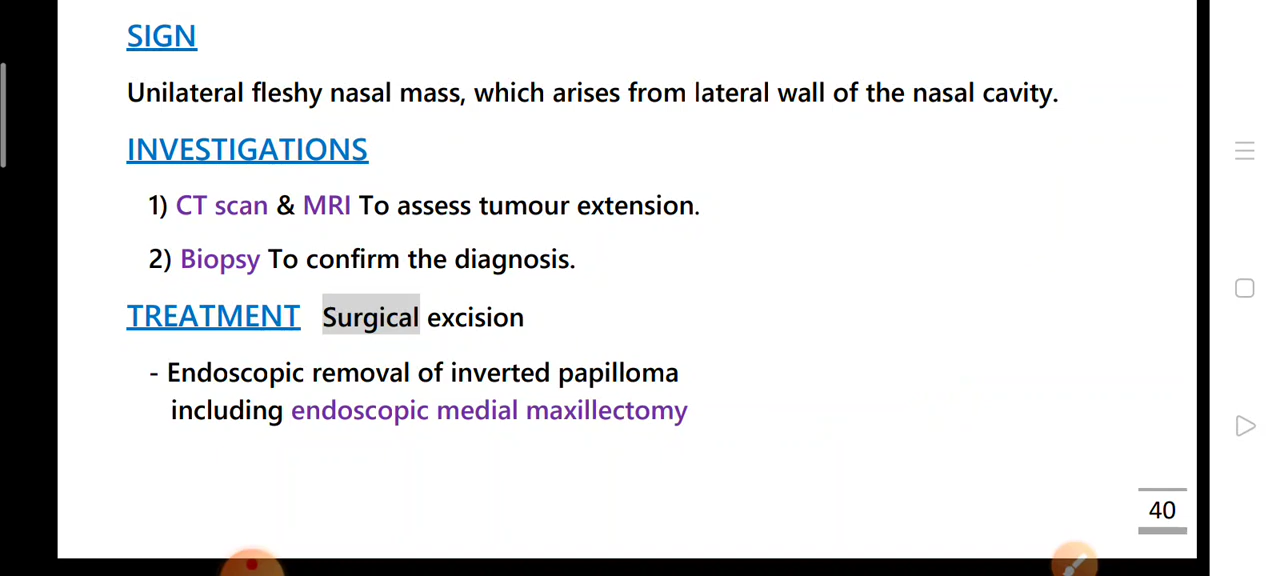 SIGN
Unilateral fleshy nasal mass, which arises from lateral wall of the nasal cavity.
INVESTIGATIONS
1) CT scan & MRI To assess tumour extension.
2) Biopsy To confirm the diagnosis.
TREATMENT Surgical excision
- Endoscopic removal of inverted papilloma
including endoscopic medial maxillectomy
40